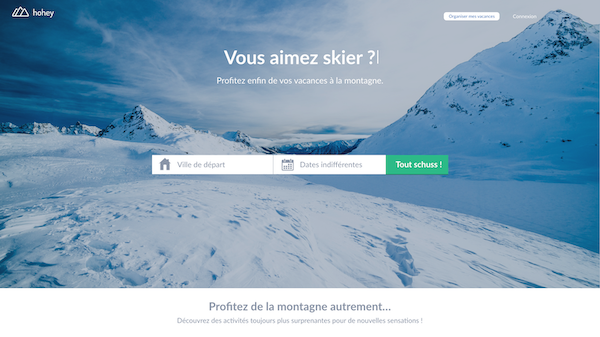 hohey
Organiser mes vacances
Connexion
Vous aimez skier ?|
Profitez enfin de vos vacances à la montagne.
Ville de départ
Dates indifférentes
Tout schuss !
Profitez de la montagne autrement...
Découvrez des activités toujours plus surprenantes pour de nouvelles sensations !